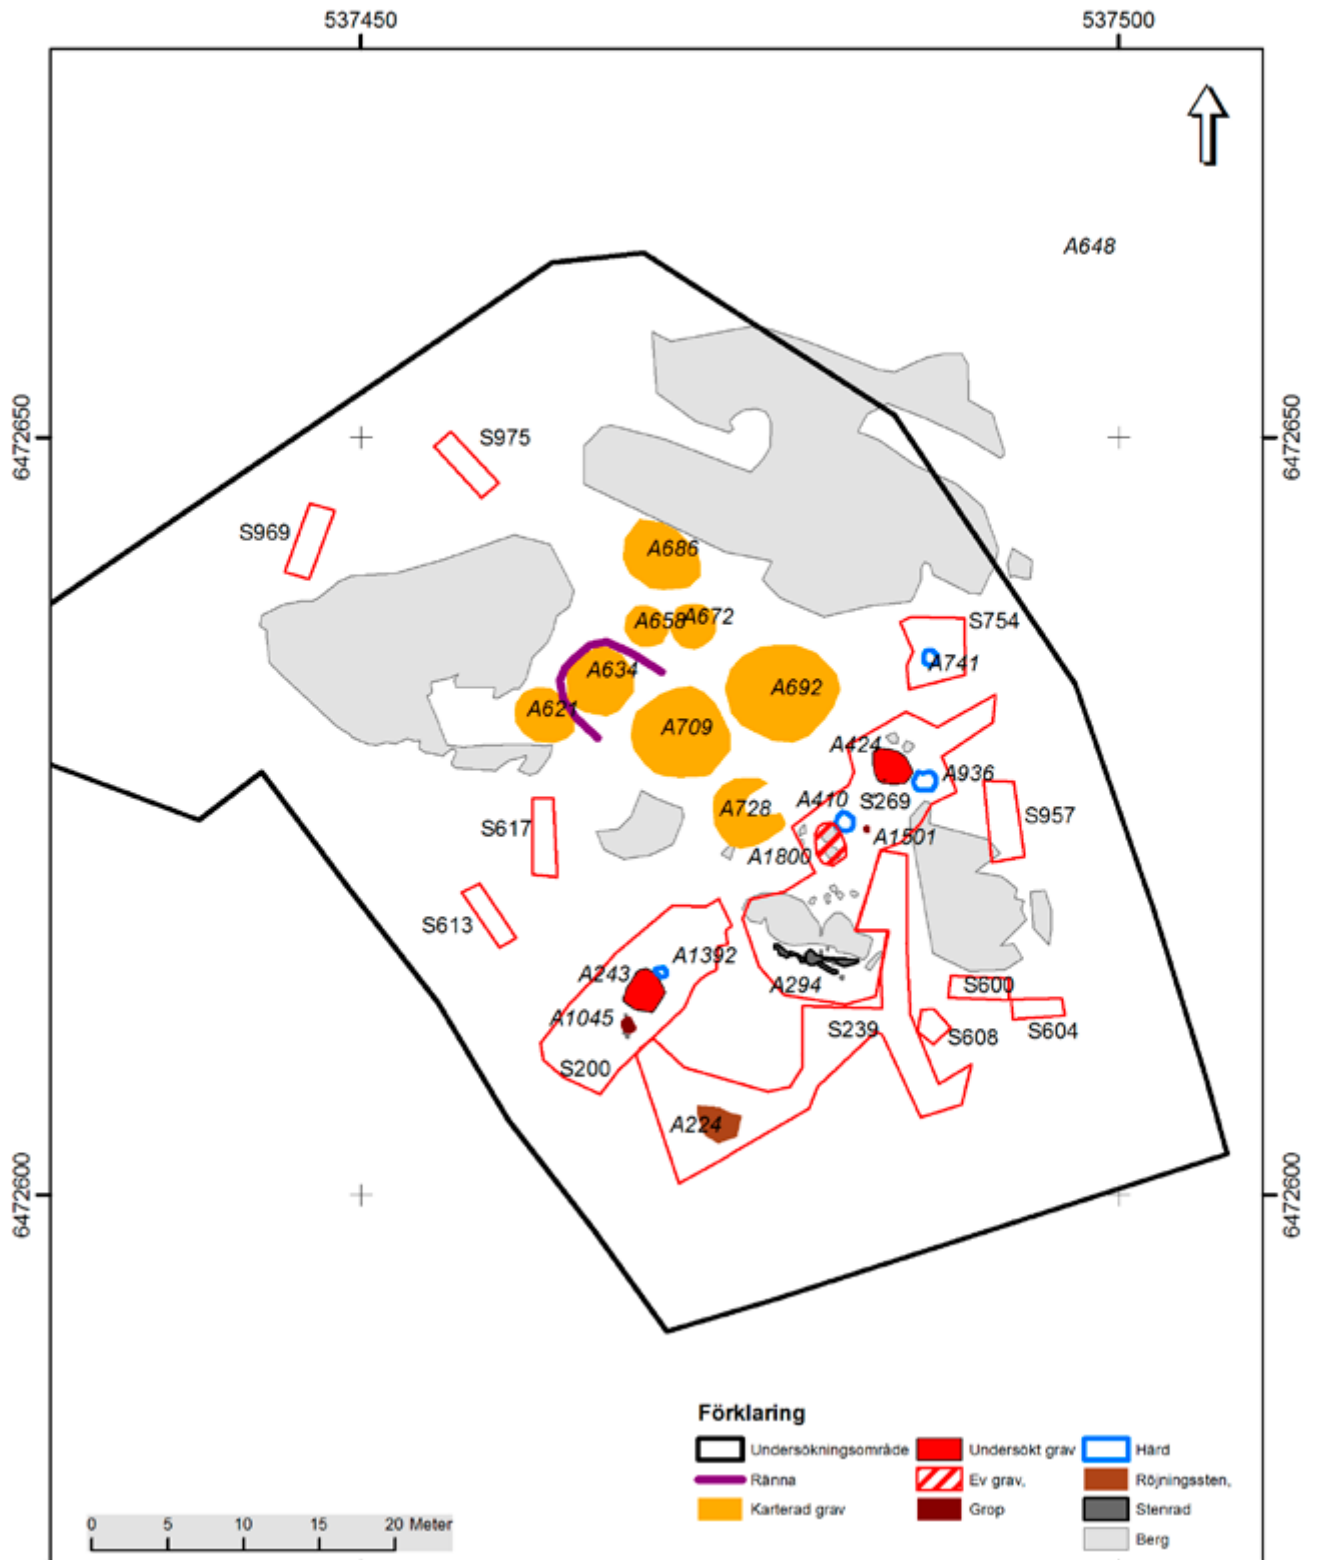 537450 537500
A648
6472650 6472650
S975
S969
A686
A658 A672
S754
A634
A741
A692
A621
A709
A424
A936
A410 S269
A728
S957
S617
A1501
A1800
S613
A1392
A243
A294
S600
A1045
S239
S608 S604
S200
A224
6472600 6472600
Förklaring
Undersökningsområde Undersökt grav Härd
Ränna Ev grav, Röjningssten,
Karterad grav Grop Stenrad
Berg
0 5 10 15 20 Meter